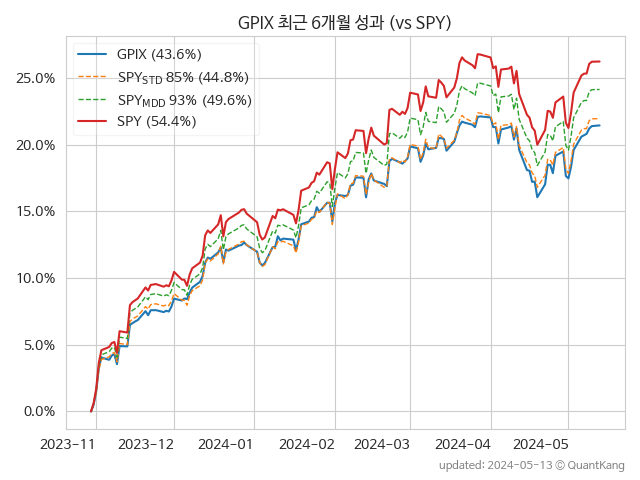 GPIX 최근 6개월 성과 (vs SPY)
GPIX (43.6%)
SPY_STD 85% (44.8%)
SPY_MDD 93% (49.6%)
SPY (54.4%)
25.0%
20.0%
15.0%
10.0%
5.0%
0.0%
2023-11 2023-12 2024-01 2024-02 2024-03 2024-04 2024-05
updated: 2024-05-13 © QuantKang